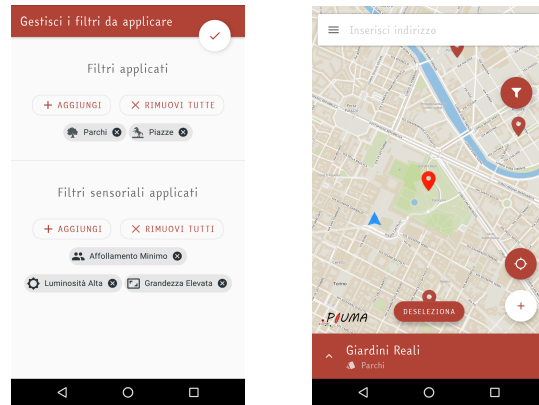 Gestisci i filtri da applicare
Filtri applicati
+ AGGIUNGI
RIMUOVI TUTTE
Parchi
Piazze
Filtri sensoriali applicati
+ AGGIUNGI
RIMUOVI TUTTI
Affollamento Minimo
Luminosità Alta
Grandezza Elevata
Inserisci indirizzo
Torino
DESELEZIONA
.PIUMA
Giardini Reali
Parchi